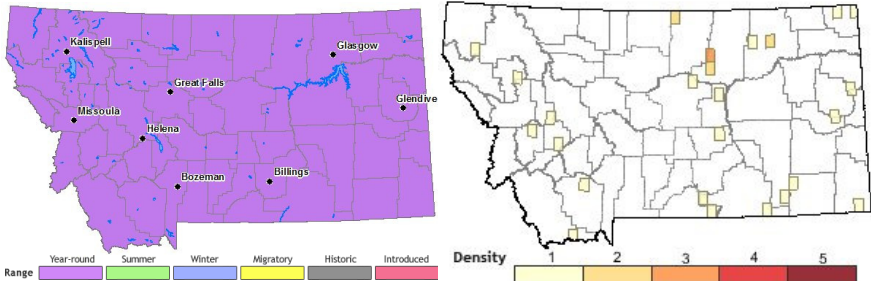 Kalispell
Glasgow
Great Falls
Glendive
Missoula
Helena
Bozeman
Billings
Year-round Summer Winter Migratory Historic Introduced
Range
Density 1 2 3 4 5